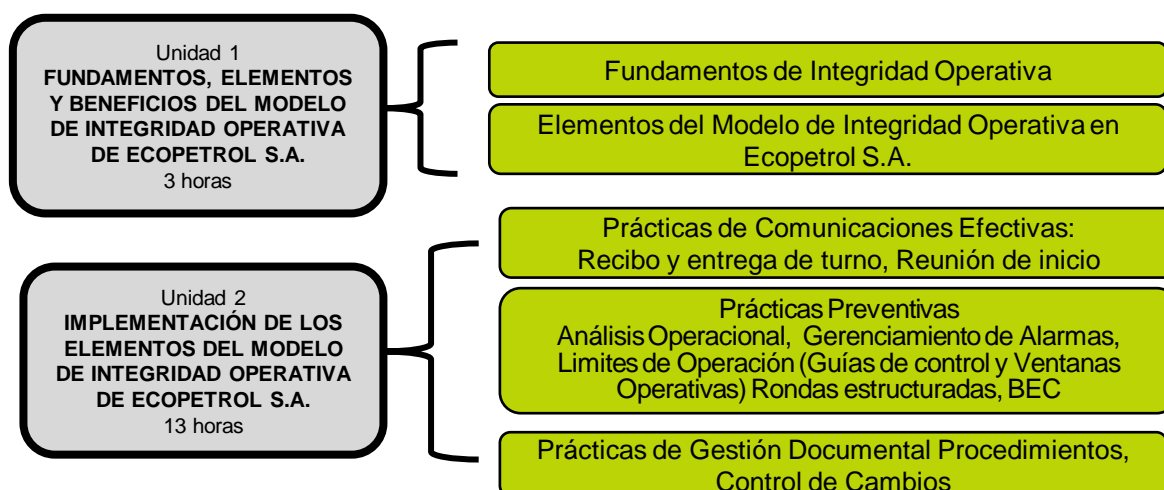 Unidad 1
FUNDAMENTOS, ELEMENTOS
Y BENEFICIOS DEL MODELO
DE INTEGRIDAD OPERATIVA
DE ECOPETROL S.A.
3 horas
Fundamentos de Integridad Operativa
Elementos del Modelo de Integridad Operativa en
Ecopetrol S.A.
Unidad 2
IMPLEMENTACIÓN DE LOS
ELEMENTOS DEL MODELO
DE INTEGRIDAD OPERATIVA
DE ECOPETROL S.A.
13 horas
Prácticas de Comunicaciones Efectivas:
Recibo y entrega de turno, Reunión de inicio
Prácticas Preventivas
Análisis Operacional, Gerenciamiento de Alarmas,
Limites de Operación (Guías de control y Ventanas
Operativas) Rondas estructuradas, BEC
Prácticas de Gestión Documental Procedimientos,
Control de Cambios